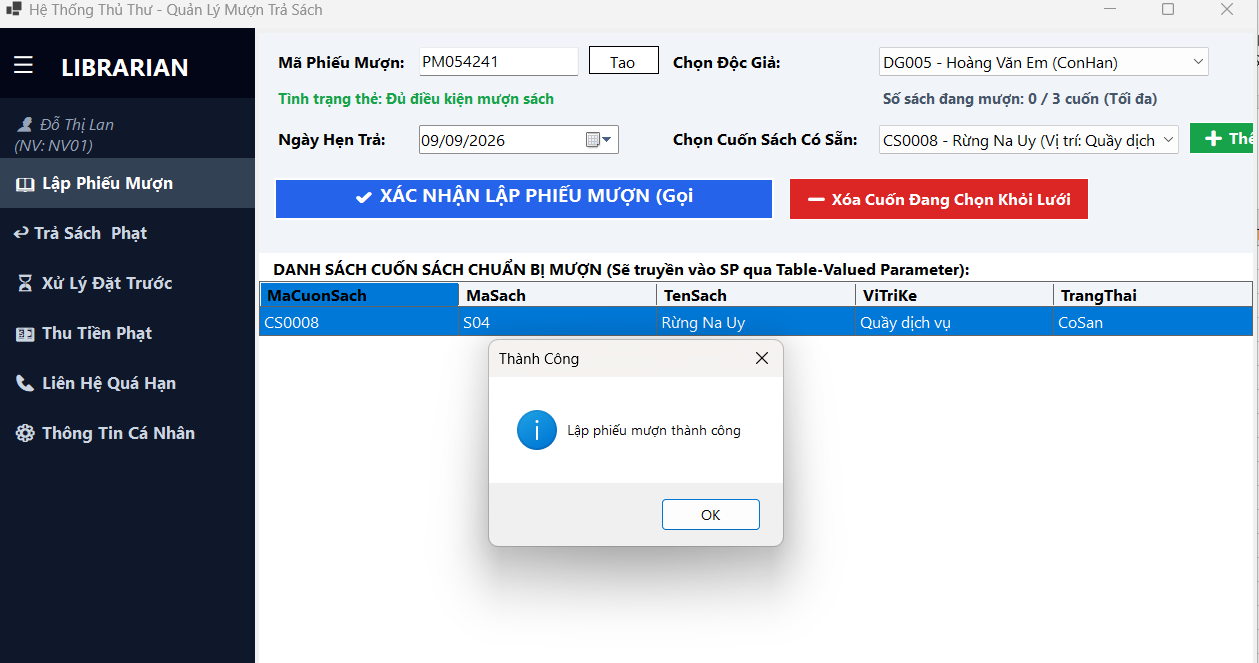 Hệ Thống Thủ Thư - Quản Lý Mượn Trả Sách
LIBRARIAN
Đỗ Thị Lan
(NV: NV01)
Lập Phiếu Mượn
Trả Sách  Phạt
Xử Lý Đặt Trước
Thu Tiền Phạt
Liên Hệ Quá Hạn
Thông Tin Cá Nhân
Mã Phiếu Mượn: PM054241 Tạo Chọn Độc Giả: DG005 - Hoàng Văn Em (ConHan)
Tình trạng thẻ: Đủ điều kiện mượn sách Số sách đang mượn: 0 / 3 cuốn (Tối đa)
Ngày Hẹn Trả: 09/09/2026 Chọn Cuốn Sách Có Sẵn: CS0008 - Rừng Na Uy (Vị trí: Quầy dịch
XÁC NHẬN LẬP PHIẾU MƯỢN (Gọi Xóa Cuốn Đang Chọn Khỏi Lưới
DANH SÁCH CUỐN SÁCH CHUẨN BỊ MƯỢN (Sẽ truyền vào SP qua Table-Valued Parameter):
MaCuonSach MaSach TenSach ViTriKe TrangThai
CS0008 S04 Rừng Na Uy Quầy dịch vụ CoSan
Thành Công
Lập phiếu mượn thành công
OK